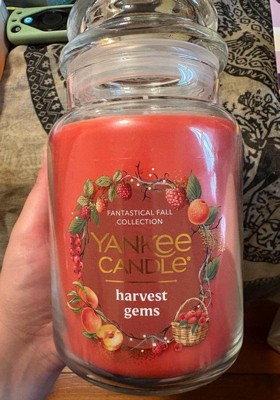 FANTASTICAL FALL
COLLECTION
YANKEE
CANDLE®
harvest
gems